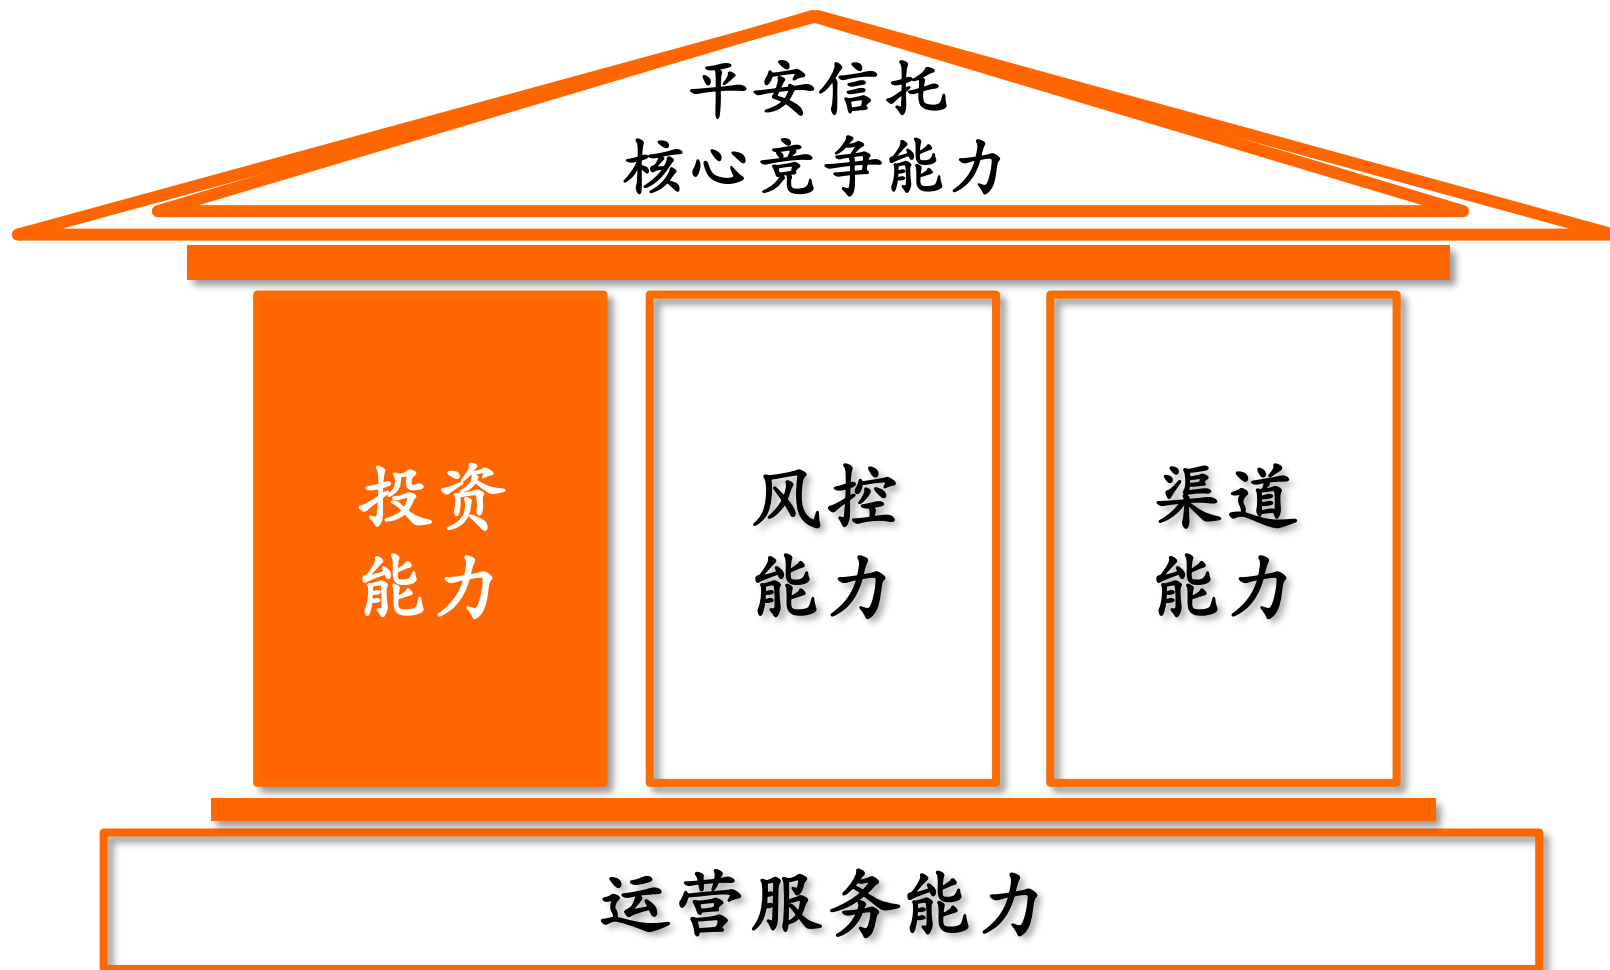 平安信托
核心竞争能力
投资
能力
风控
能力
渠道
能力
运营服务能力